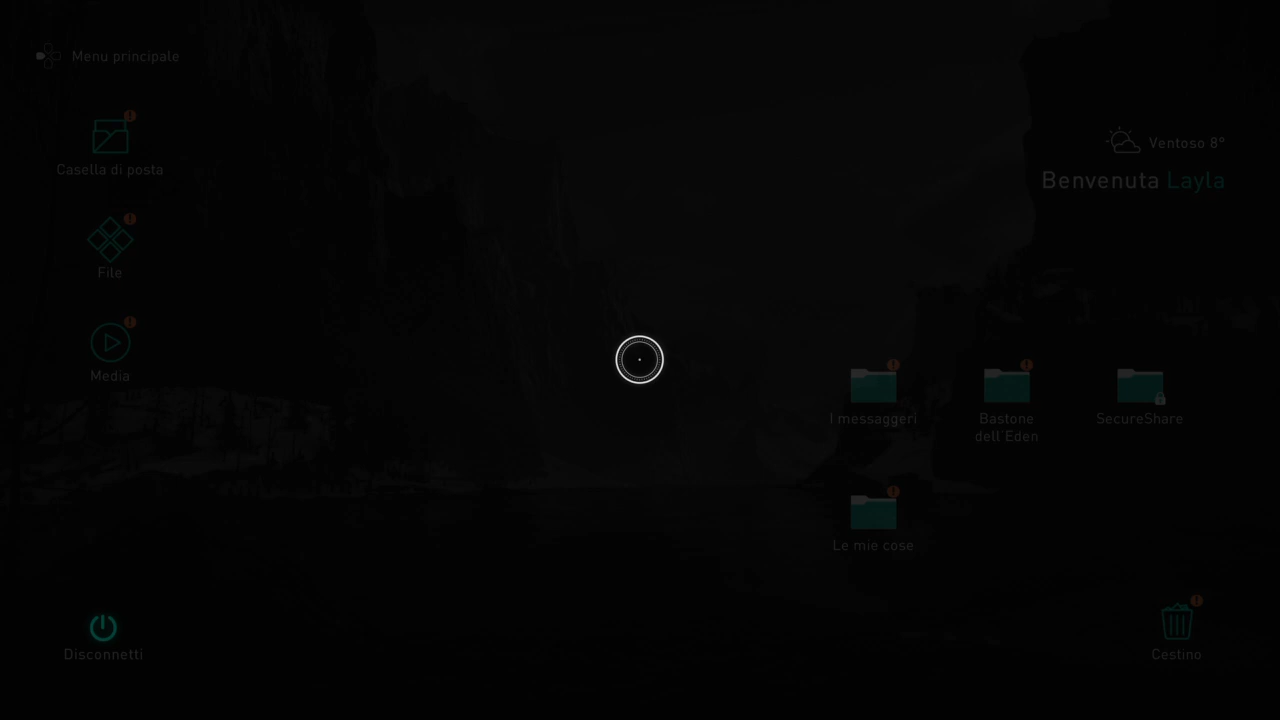 Menu principale
Casella di posta
Ventoso 8°
Benvenuta Layla
File
Media
I messaggeri
Bastone
dell'Eden
SecureShare
Le mie cose
Disconnetti
Cestino